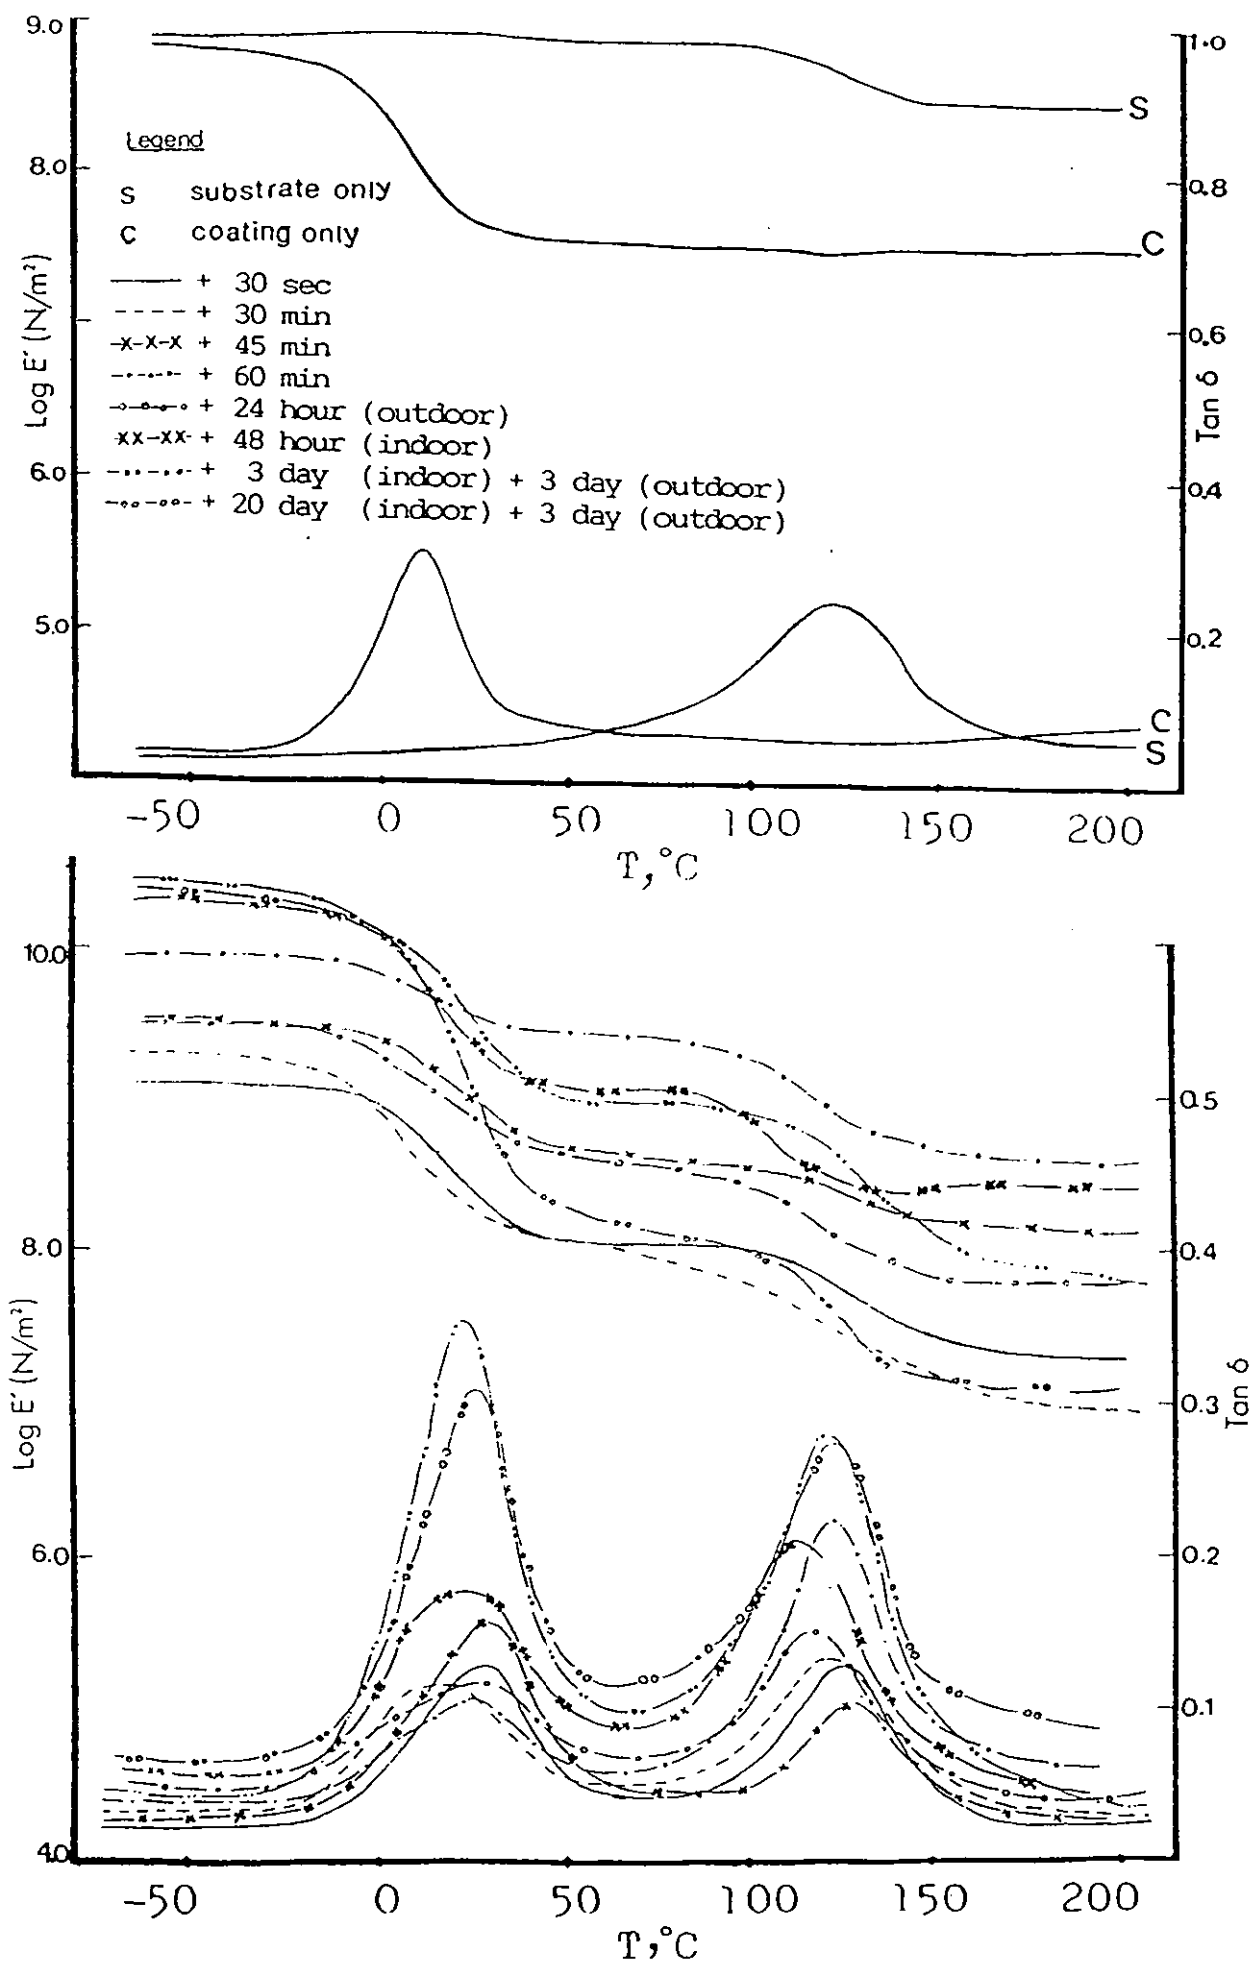 9.0
1.0
S
Legend
8.0
S substrate only
0.8
C coating only
C
+ 30 sec
+ 30 min
-x-x-x + 45 min
0.6
+ 60 min
+ 24 hour (outdoor)
xx-xx + 48 hour (indoor)
6.0
+ 3 day (indoor) + 3 day (outdoor)
0.4
+ 20 day (indoor) + 3 day (outdoor)
Log E′ (N/m²)
Tan δ
5.0
0.2
C
S
-50 0 50 100 150 200
T,°C
10.0
0.5
8.0
0.4
Log E′ (N/m²)
Tan δ
0.3
6.0
0.2
0.1
4.0
-50 0 50 100 150 200
T,°C